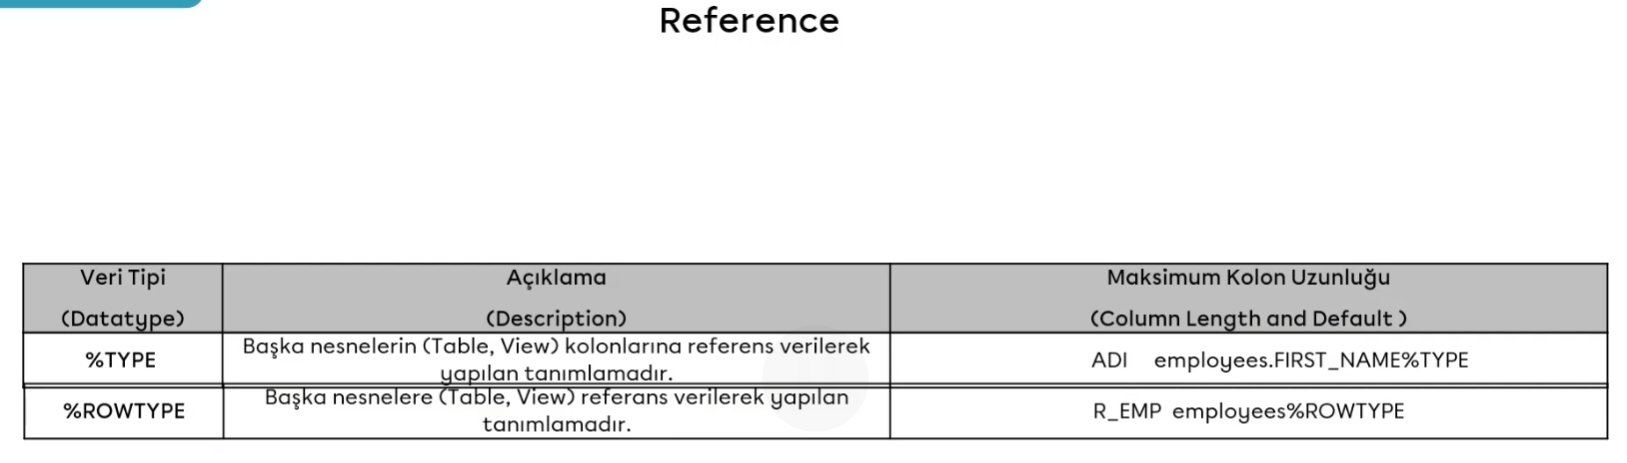 Reference
Veri Tipi
(Datatype)
Açıklama
(Description)
Maksimum Kolon Uzunluğu
(Column Length and Default )
%TYPE
Başka nesnelerin (Table, View) kolonlarına referens verilerek
yapılan tanımlamadır.
ADI employees.FIRST_NAME%TYPE
%ROWTYPE
Başka nesnelere (Table, View) referans verilerek yapılan
tanımlamadır.
R_EMP employees%ROWTYPE